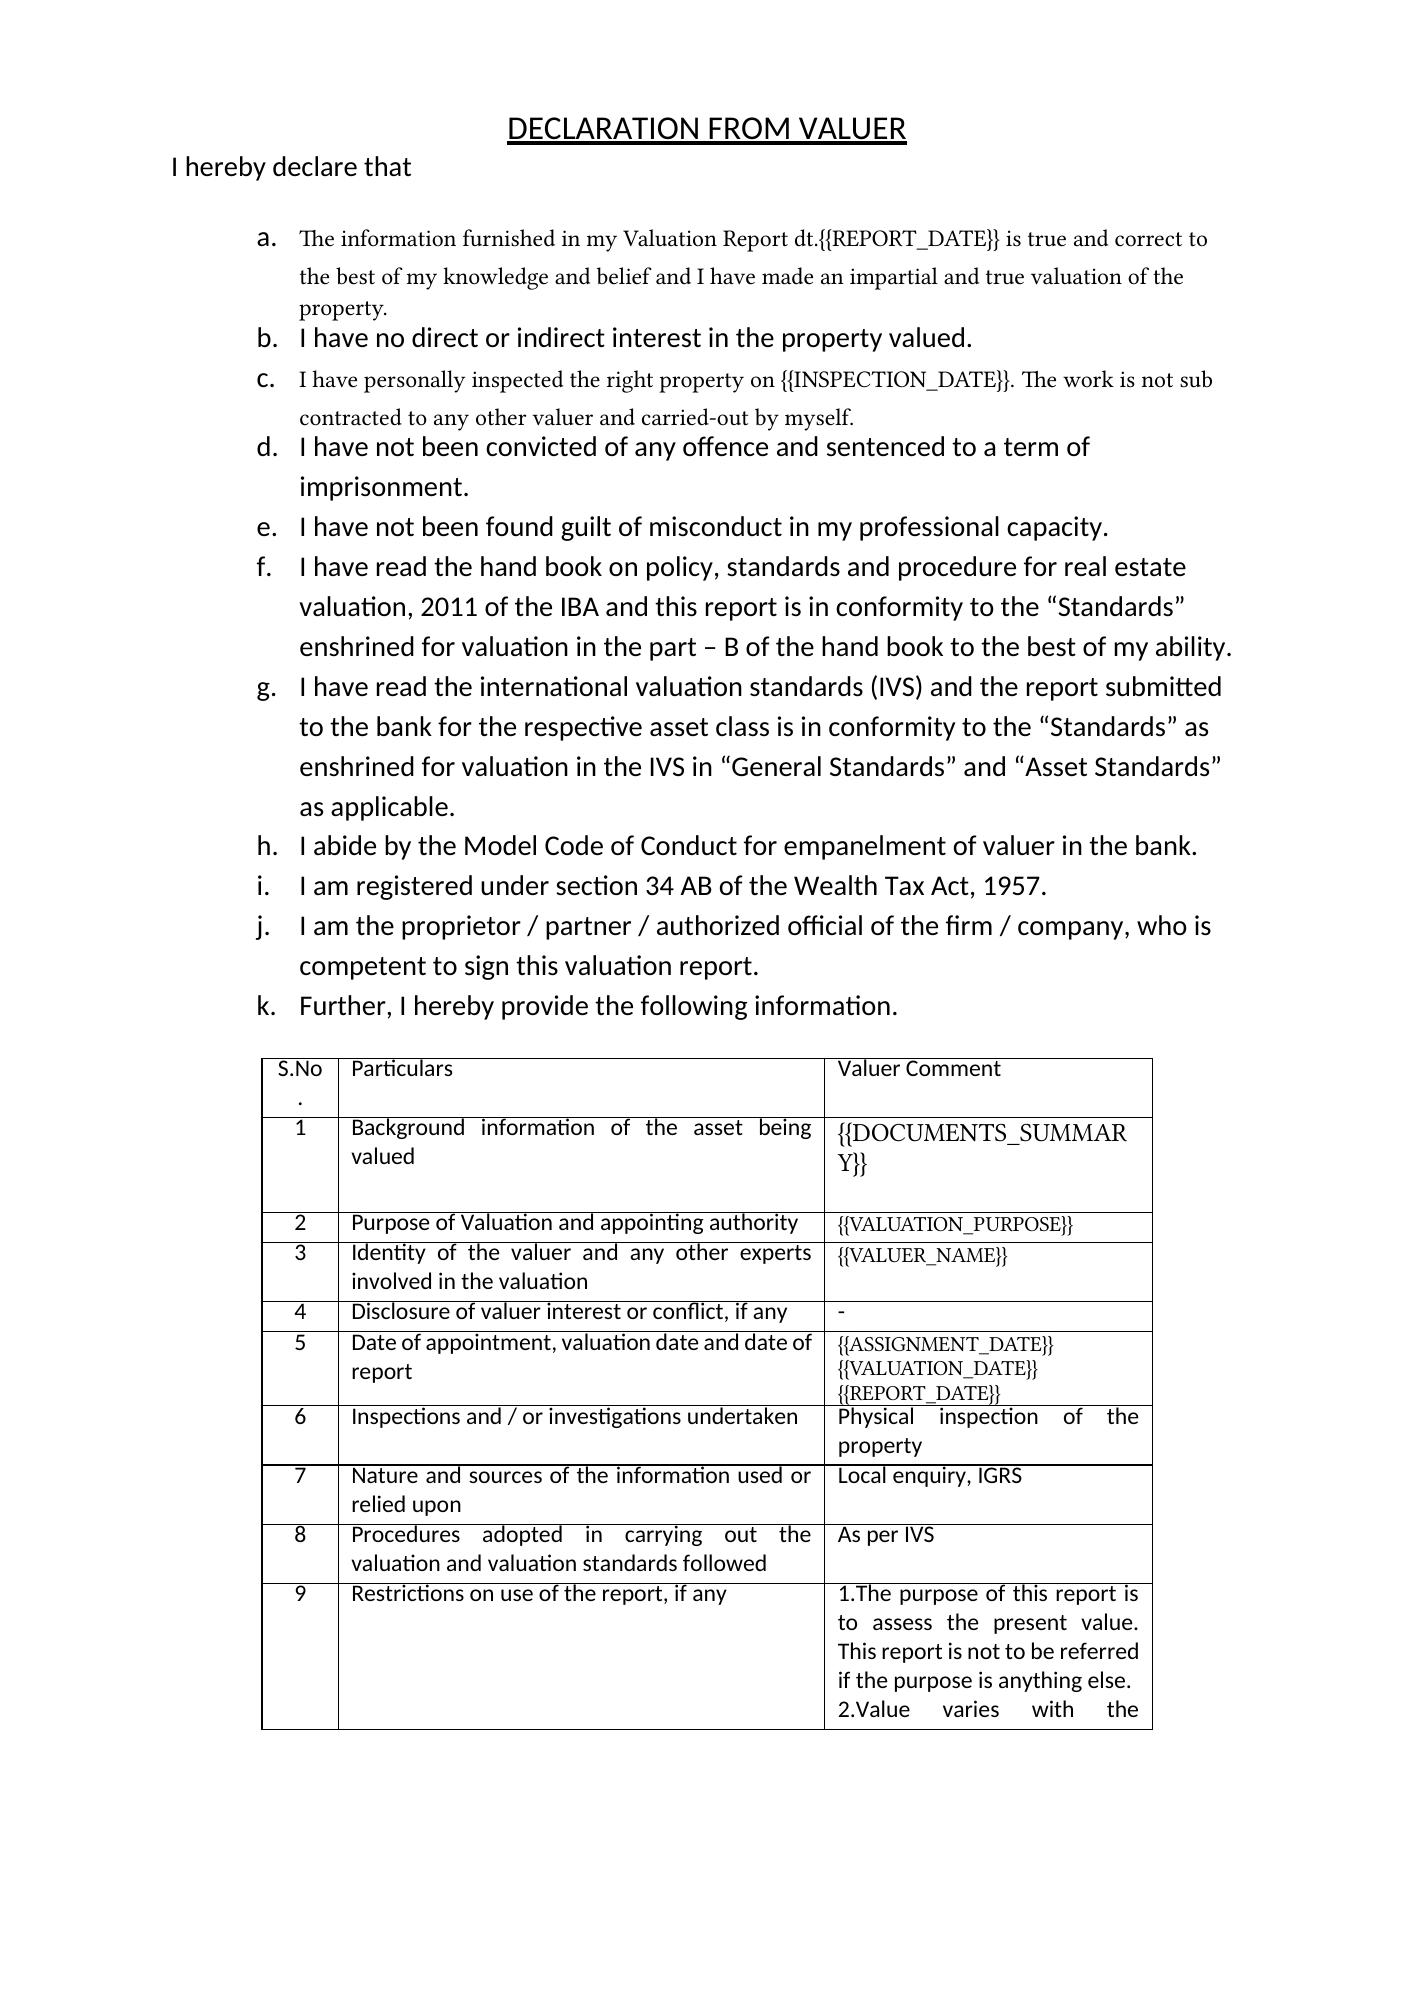 DECLARATION FROM VALUER
I hereby declare that
a. The information furnished in my Valuation Report dt.{{REPORT_DATE}} is true and correct to
the best of my knowledge and belief and I have made an impartial and true valuation of the
property.
b. I have no direct or indirect interest in the property valued.
c. I have personally inspected the right property on {{INSPECTION_DATE}}. The work is not sub
contracted to any other valuer and carried-out by myself.
d. I have not been convicted of any offence and sentenced to a term of
imprisonment.
e. I have not been found guilt of misconduct in my professional capacity.
f. I have read the hand book on policy, standards and procedure for real estate
valuation, 2011 of the IBA and this report is in conformity to the “Standards”
enshrined for valuation in the part – B of the hand book to the best of my ability.
g. I have read the international valuation standards (IVS) and the report submitted
to the bank for the respective asset class is in conformity to the “Standards” as
enshrined for valuation in the IVS in “General Standards” and “Asset Standards”
as applicable.
h. I abide by the Model Code of Conduct for empanelment of valuer in the bank.
i. I am registered under section 34 AB of the Wealth Tax Act, 1957.
j. I am the proprietor / partner / authorized official of the firm / company, who is
competent to sign this valuation report.
k. Further, I hereby provide the following information.
S.No Particulars Valuer Comment
.
1 Background information of the asset being {{DOCUMENTS_SUMMAR
valued Y}}
2 Purpose of Valuation and appointing authority {{VALUATION_PURPOSE}}
3 Identity of the valuer and any other experts {{VALUER_NAME}}
involved in the valuation
4 Disclosure of valuer interest or conflict, if any -
5 Date of appointment, valuation date and date of {{ASSIGNMENT_DATE}}
report {{VALUATION_DATE}}
{{REPORT_DATE}}
6 Inspections and / or investigations undertaken Physical inspection of the
property
7 Nature and sources of the information used or Local enquiry, IGRS
relied upon
8 Procedures adopted in carrying out the As per IVS
valuation and valuation standards followed
9 Restrictions on use of the report, if any 1.The purpose of this report is
to assess the present value.
This report is not to be referred
if the purpose is anything else.
2.Value varies with the